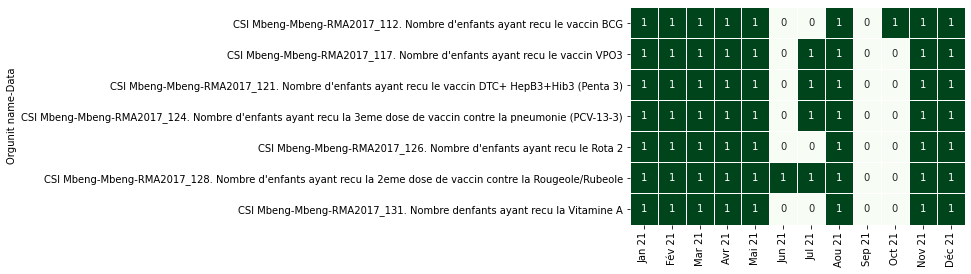 CSI Mbeng-Mbeng-RMA2017_112. Nombre d'enfants ayant recu le vaccin BCG 1 1 1 1 1 0 0 1 0 1 1 1
CSI Mbeng-Mbeng-RMA2017_117. Nombre d'enfants ayant recu le vaccin VPO3 1 1 1 1 1 0 1 1 0 0 1 1
CSI Mbeng-Mbeng-RMA2017_121. Nombre d'enfants ayant recu le vaccin DTC+ HepB3+Hib3 (Penta 3) 1 1 1 1 1 0 1 1 0 0 1 1
CSI Mbeng-Mbeng-RMA2017_124. Nombre d'enfants ayant recu la 3eme dose de vaccin contre la pneumonie (PCV-13-3) 1 1 1 1 1 0 1 1 0 0 1 1
CSI Mbeng-Mbeng-RMA2017_126. Nombre d'enfants ayant recu le Rota 2 1 1 1 1 1 0 0 1 0 0 1 1
CSI Mbeng-Mbeng-RMA2017_128. Nombre d'enfants ayant recu la 2eme dose de vaccin contre la Rougeole/Rubeole 1 1 1 1 1 1 1 1 0 0 1 1
CSI Mbeng-Mbeng-RMA2017_131. Nombre denfants ayant recu la Vitamine A 1 1 1 1 1 0 0 1 0 0 1 1
Orgunit name-Data
Jan 21
Fév 21
Mar 21
Avr 21
Mai 21
Jun 21
Jul 21
Aou 21
Sep 21
Oct 21
Nov 21
Déc 21